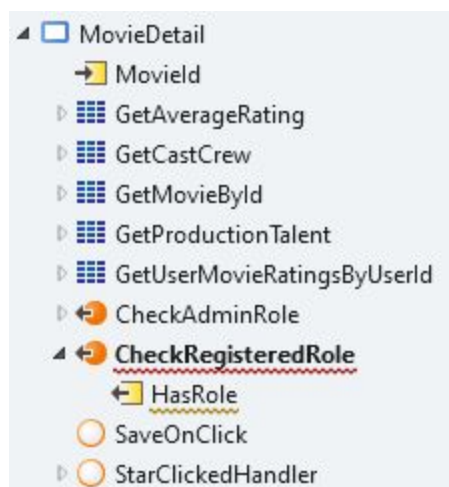 MovieDetail
MovieId
GetAverageRating
GetCastCrew
GetMovieById
GetProductionTalent
GetUserMovieRatingsByUserId
CheckAdminRole
CheckRegisteredRole
HasRole
SaveOnClick
StarClickedHandler